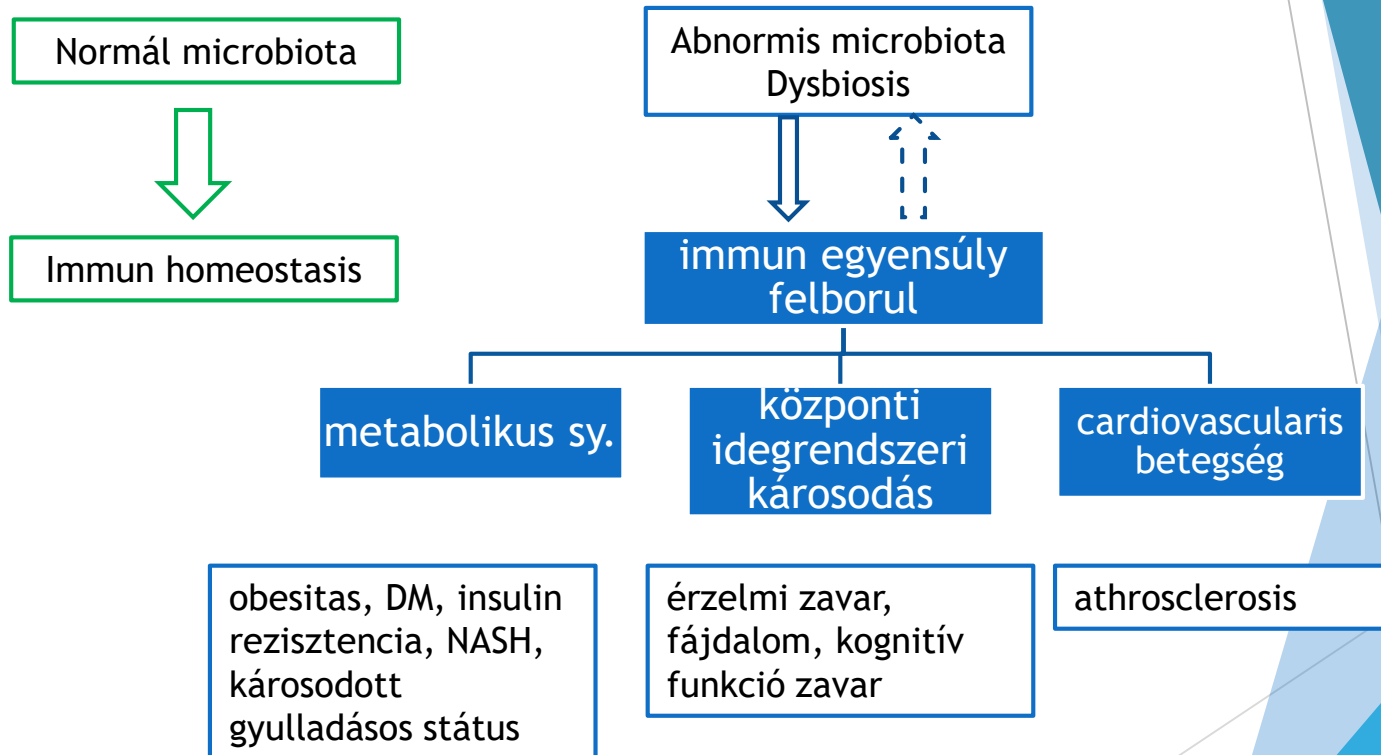 Normál microbiota
Immun homeostasis
Abnormis microbiota
Dysbiosis
immun egyensúly
felborul
metabolikus sy.
központi
idegrendszeri
károsodás
cardiovascularis
betegség
obesitas, DM, insulin
rezisztencia, NASH,
károsodott
gyulladásos státus
érzelmi zavar,
fájdalom, kognitív
funkció zavar
athrosclerosis